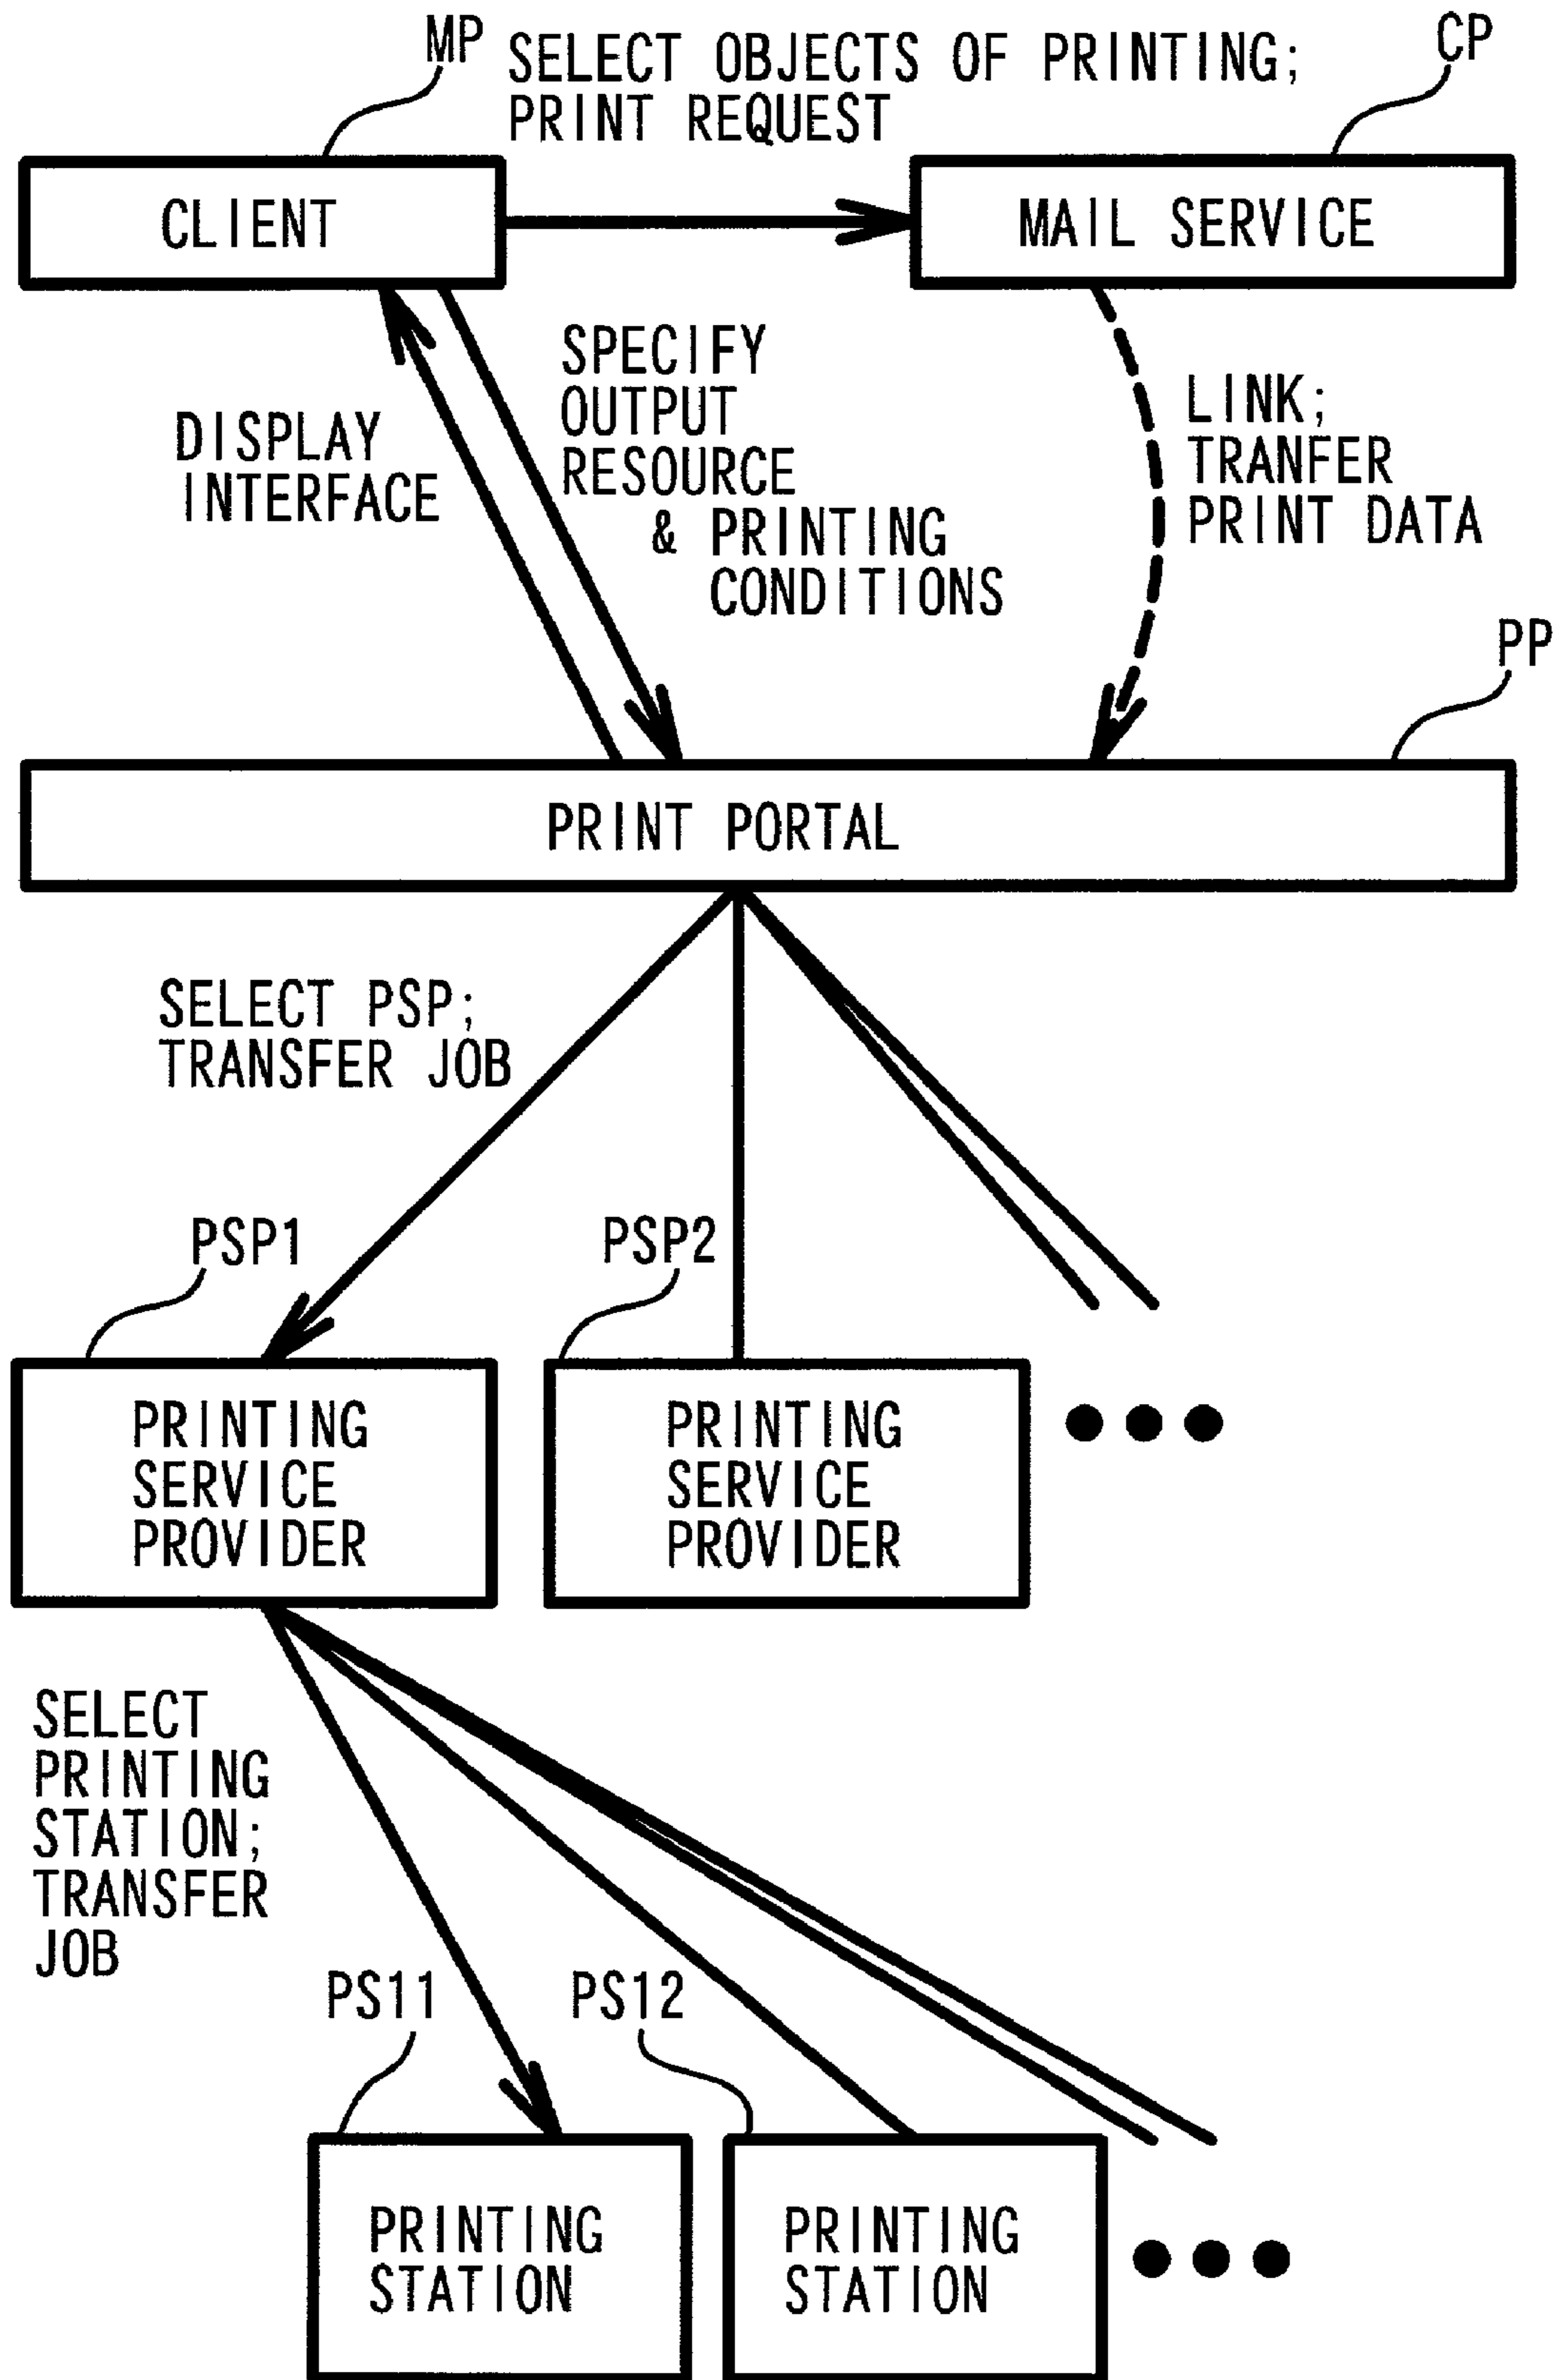 MP
SELECT OBJECTS OF PRINTING;
PRINT REQUEST
CP
CLIENT
MAIL SERVICE
DISPLAY
INTERFACE
SPECIFY
OUTPUT
RESOURCE
& PRINTING
CONDITIONS
LINK;
TRANFER
PRINT DATA
PP
PRINT PORTAL
SELECT PSP;
TRANSFER JOB
PSP1
PSP2
PRINTING
SERVICE
PROVIDER
PRINTING
SERVICE
PROVIDER
SELECT
PRINTING
STATION;
TRANSFER
JOB
PS11
PS12
PRINTING
STATION
PRINTING
STATION